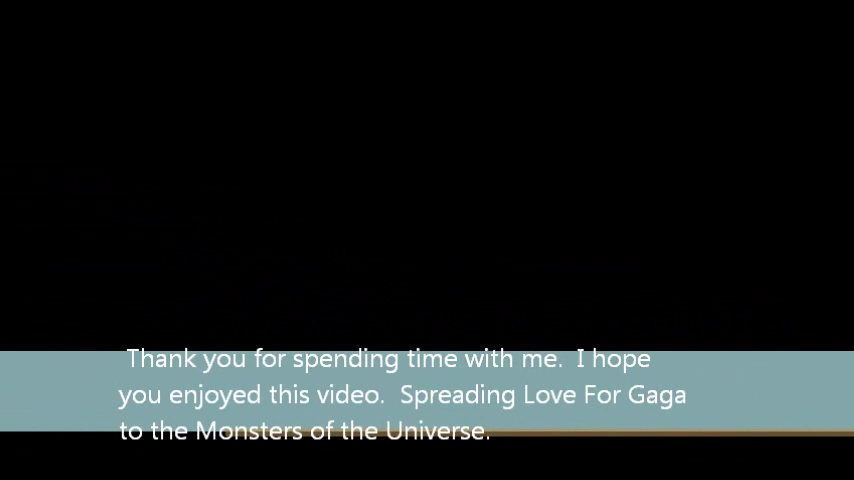 Thank you for spending time with me.  I hope
you enjoyed this video.  Spreading Love For Gaga
to the Monsters of the Universe.